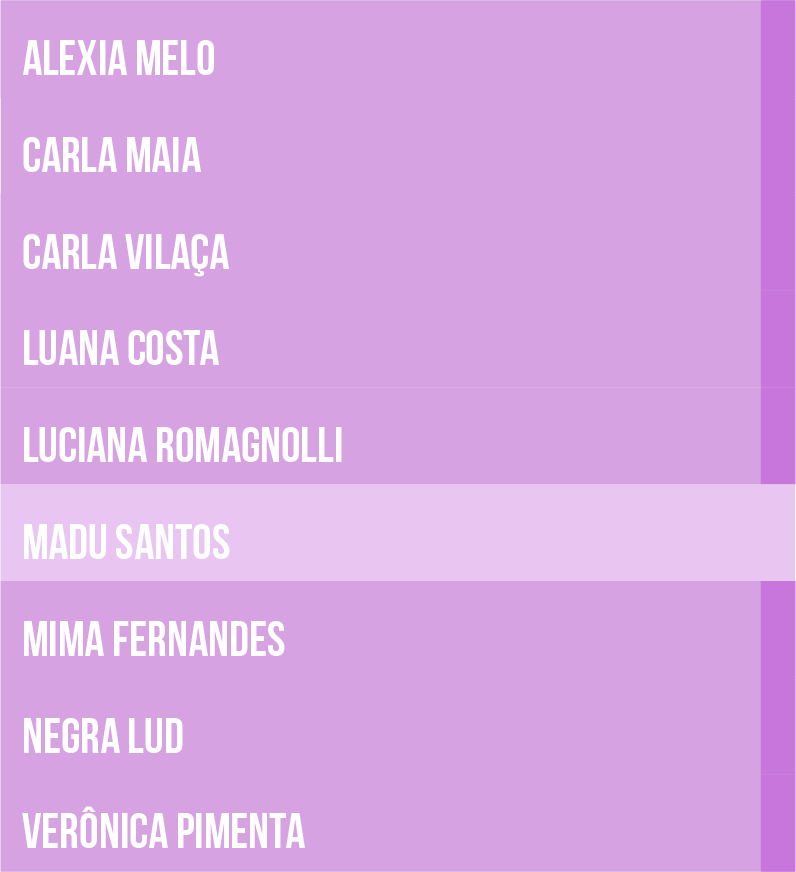 ALEXIA MELO
CARLA MAIA
CARLA VILAÇA
LUANA COSTA
LUCIANA ROMAGNOLLI
MADU SANTOS
MIMA FERNANDES
NEGRA LUD
VERÔNICA PIMENTA